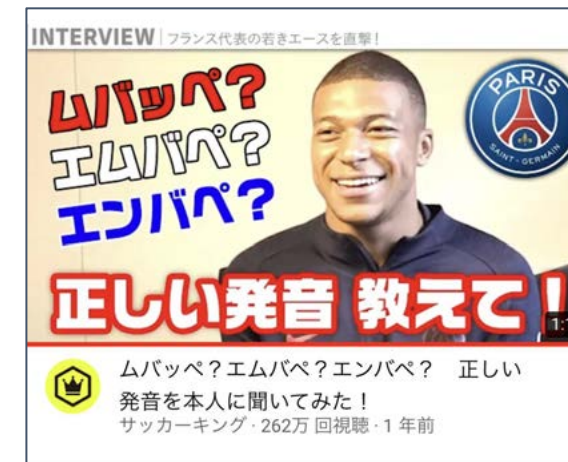 INTERVIEW フランス代表の若きエースを直撃!
ムバッペ?
エムバペ?
エンバペ?
PARIS
SAINT-GERMAIN
正しい発音 教えて!
ムバッペ?エムバペ?エンバペ? 正しい
発音を本人に聞いてみた!
サッカーキング・262万 回視聴・1 年前